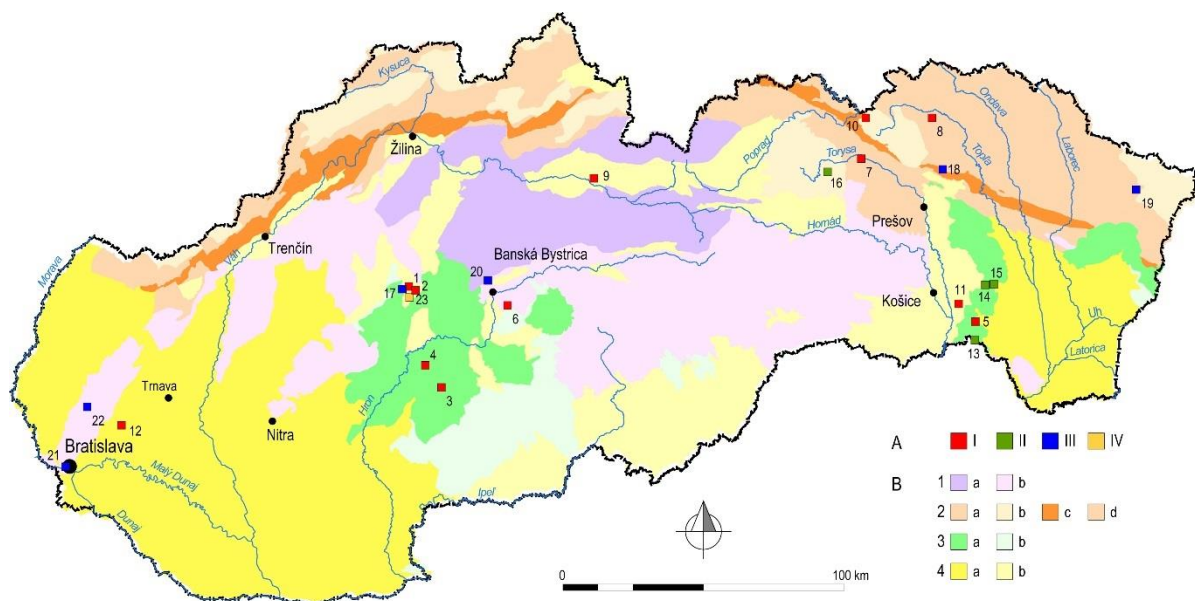 Kysuca
Žilina
Trenčín
Váh
Morava
Trnava
Nitra
Bratislava
Malý Dunaj
Dunaj
Ipeľ
Hron
Banská Bystrica
Poprad
Torysa
Hornád
Prešov
Košice
Topľa
Ondava
Laborec
Uh
Latorica
10
8
7
18
16
9
19
1
2
17
23
20
6
15
14
11
5
13
4
3
22
12
21
A I II III IV
B
1 a b
2 a b c d
3 a b
4 a b
0 100 km